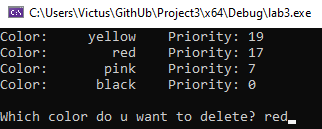 C:\Users\Victus\GithUb\Project3\x64\Debug\lab3.exe
Color: yellow Priority: 19
Color: red Priority: 17
Color: pink Priority: 7
Color: black Priority: 0
Which color do u want to delete? red